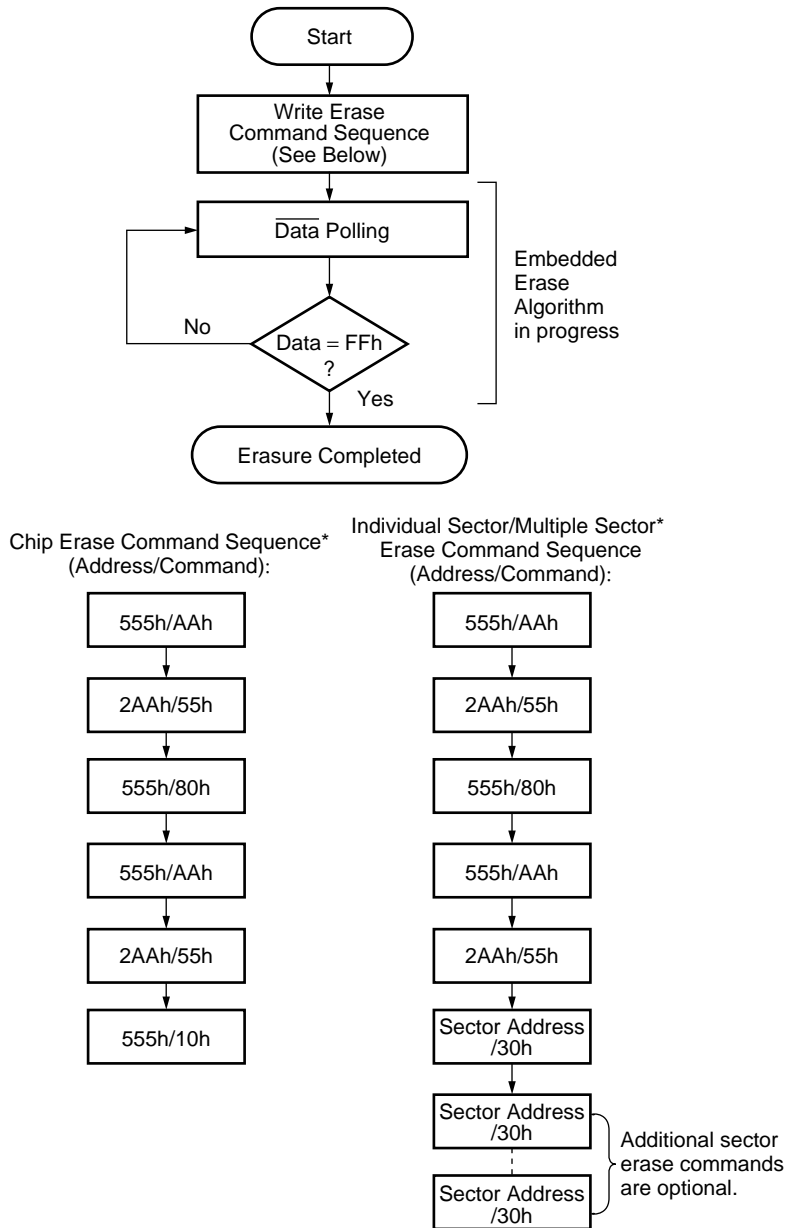 Start
Write Erase
Command Sequence
(See Below)
Data Polling
Embedded
Erase
Algorithm
in progress
No
Data = FFh
?
Yes
Erasure Completed
Chip Erase Command Sequence*
(Address/Command):
555h/AAh
2AAh/55h
555h/80h
555h/AAh
2AAh/55h
555h/10h
Individual Sector/Multiple Sector*
Erase Command Sequence
(Address/Command):
555h/AAh
2AAh/55h
555h/80h
555h/AAh
2AAh/55h
Sector Address
/30h
Sector Address
/30h
Sector Address
/30h
Additional sector
erase commands
are optional.